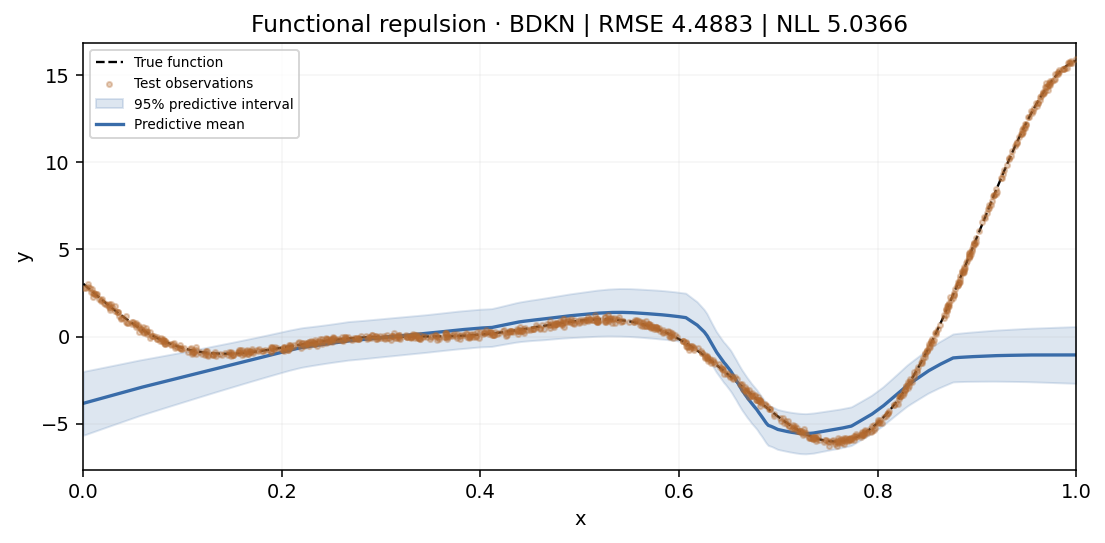 Functional repulsion · BDKN | RMSE 4.4883 | NLL 5.0366
True function
Test observations
95% predictive interval
Predictive mean
y
15
10
5
0
−5
0.0 0.2 0.4 0.6 0.8 1.0
x